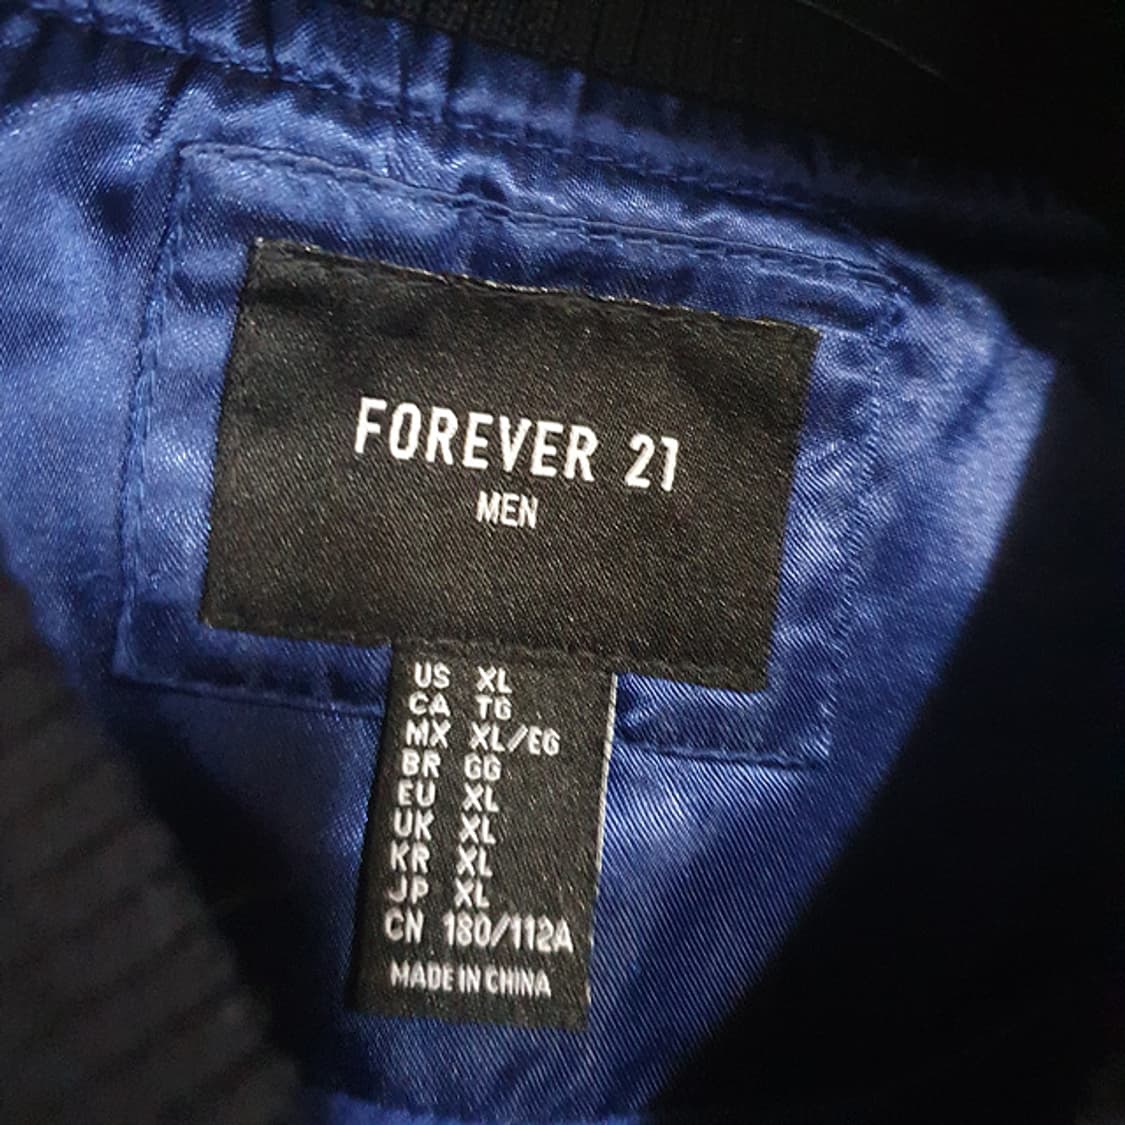 FOREVER 21
MEN
US XL
CA TG
MX XL/EG
BR GG
EU XL
UK XL
KR XL
JP XL
CN 180/112A
MADE IN CHINA